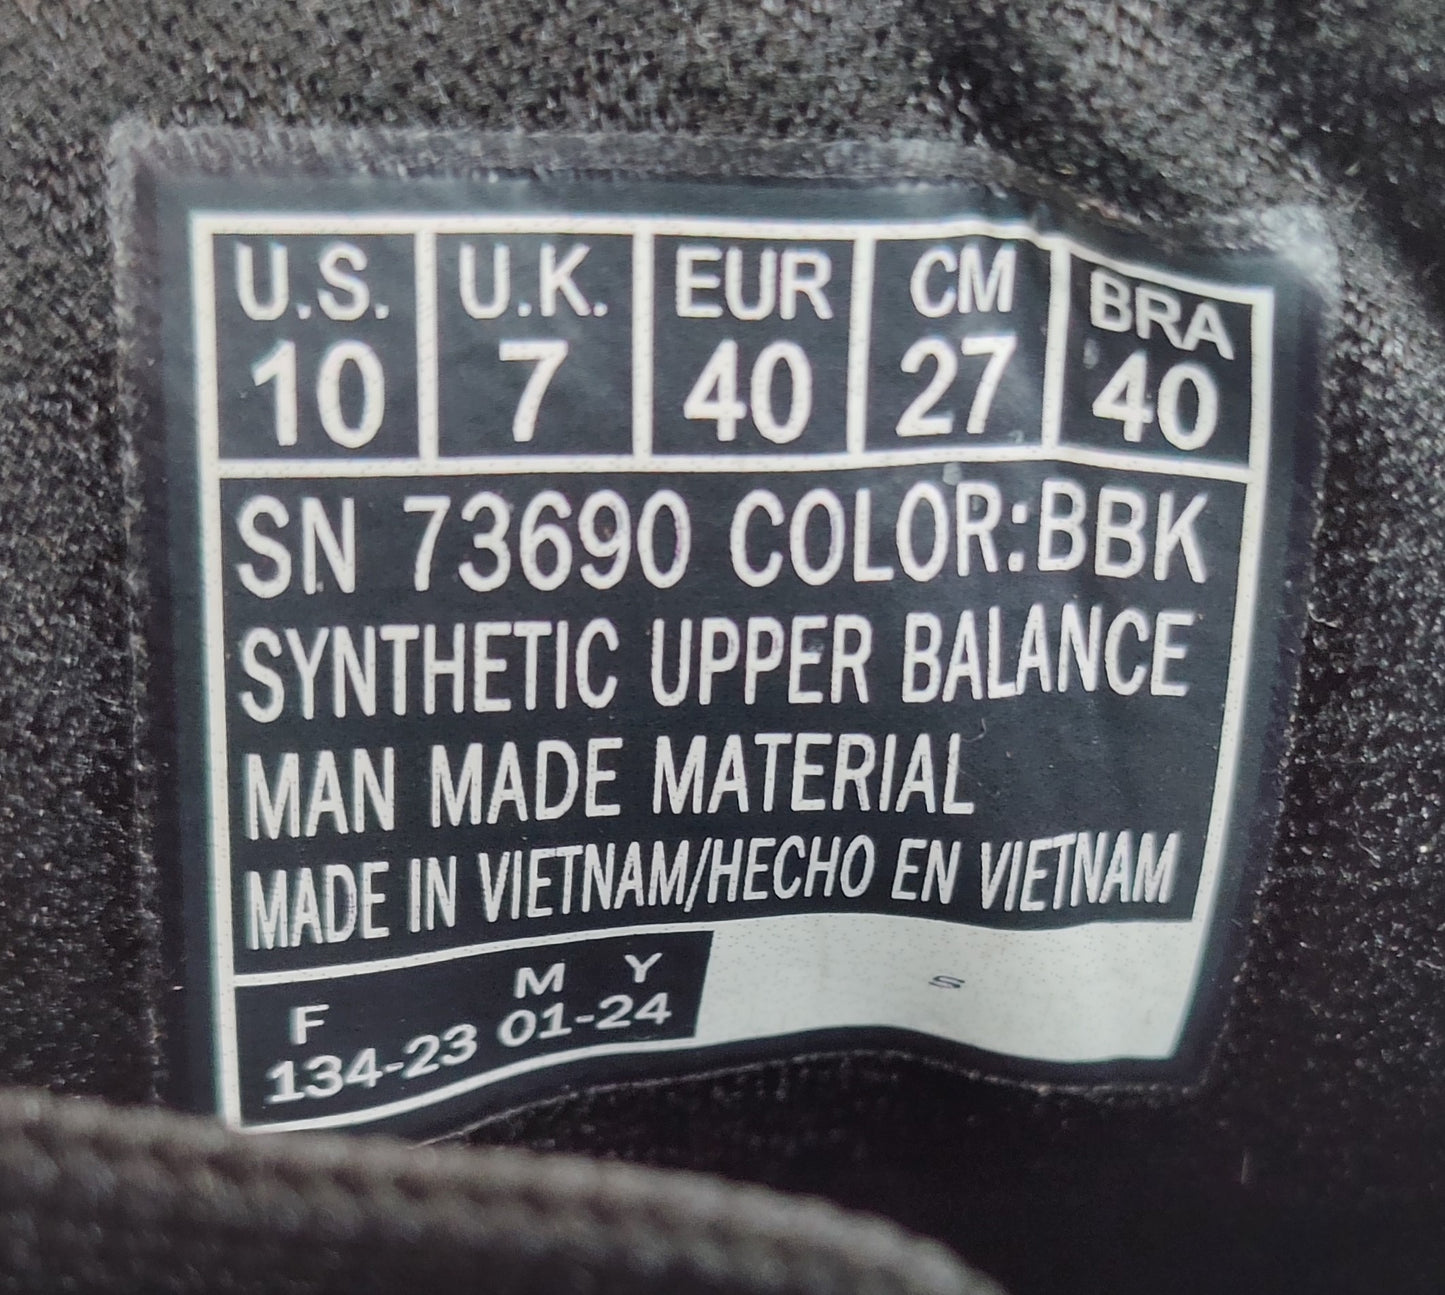 U.S. U.K. EUR CM BRA
10 7 40 27 40
SN 73690 COLOR:BBK
SYNTHETIC UPPER BALANCE
MAN MADE MATERIAL
MADE IN VIETNAM/HECHO EN VIETNAM
F M Y
134-23 01-24
S